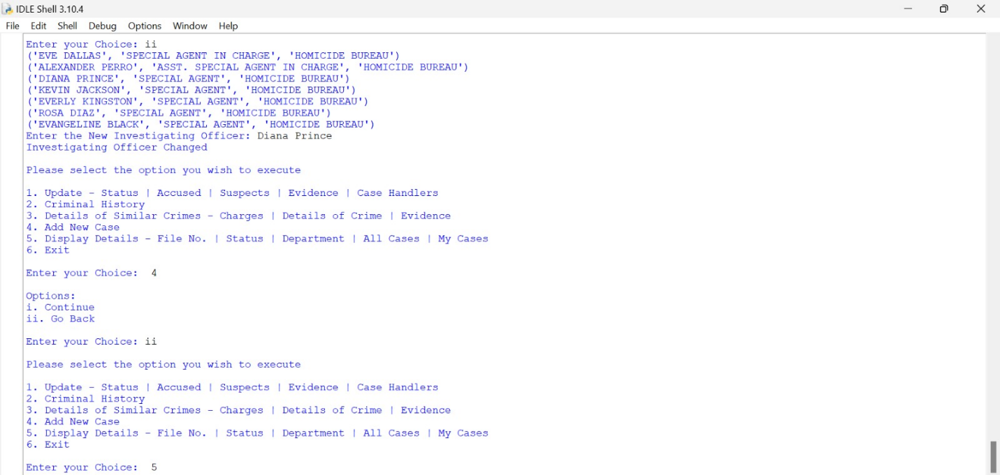 IDLE Shell 3.10.4
File Edit Shell Debug Options Window Help
Enter your Choice: ii
('EVE DALLAS', 'SPECIAL AGENT IN CHARGE', 'HOMICIDE BUREAU')
('ALEXANDER PERRO', 'ASST. SPECIAL AGENT IN CHARGE', 'HOMICIDE BUREAU')
('DIANA PRINCE', 'SPECIAL AGENT', 'HOMICIDE BUREAU')
('KEVIN JACKSON', 'SPECIAL AGENT', 'HOMICIDE BUREAU')
('EVERLY KINGSTON', 'SPECIAL AGENT', 'HOMICIDE BUREAU')
('ROSA DIAZ', 'SPECIAL AGENT', 'HOMICIDE BUREAU')
('EVANGELINE BLACK', 'SPECIAL AGENT', 'HOMICIDE BUREAU')
Enter the New Investigating Officer: Diana Prince
Investigating Officer Changed
Please select the option you wish to execute
1. Update - Status | Accused | Suspects | Evidence | Case Handlers
2. Criminal History
3. Details of Similar Crimes - Charges | Details of Crime | Evidence
4. Add New Case
5. Display Details - File No. | Status | Department | All Cases | My Cases
6. Exit
Enter your Choice:  4
Options:
i. Continue
ii. Go Back
Enter your Choice: ii
Please select the option you wish to execute
1. Update - Status | Accused | Suspects | Evidence | Case Handlers
2. Criminal History
3. Details of Similar Crimes - Charges | Details of Crime | Evidence
4. Add New Case
5. Display Details - File No. | Status | Department | All Cases | My Cases
6. Exit
Enter your Choice:  5